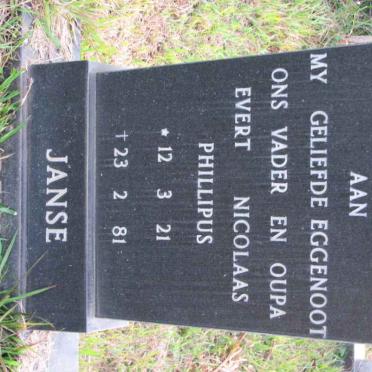 AAN
MY GELIEFDE EGGENOOT
ONS VADER EN OUPA
EVERT NICOLAAS
PHILLIPUS
* 12 3 21
† 23 2 81
JANSE